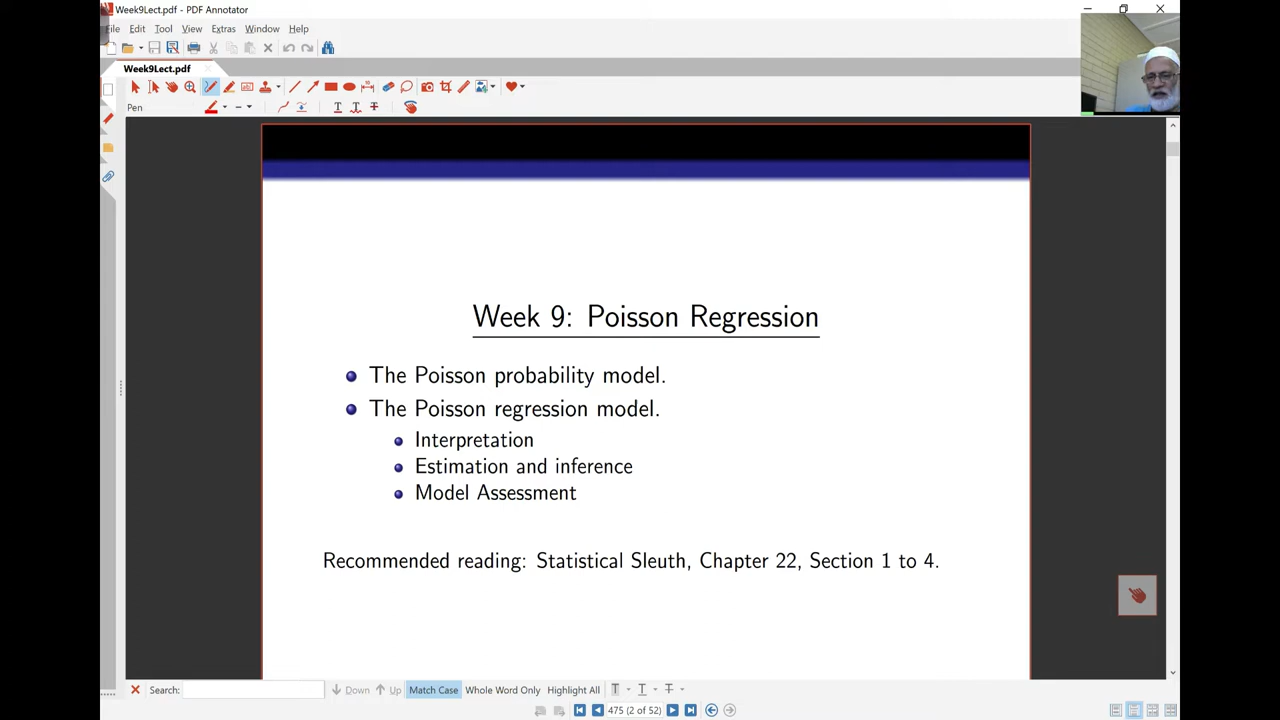 Week9Lect.pdf - PDF Annotator
File Edit Tool View Extras Window Help
Week9Lect.pdf
Pen
Week 9: Poisson Regression
The Poisson probability model.
The Poisson regression model.
Interpretation
Estimation and inference
Model Assessment
Recommended reading: Statistical Sleuth, Chapter 22, Section 1 to 4.
Search: Down Up Match Case Whole Word Only Highlight All
475 (2 of 52)